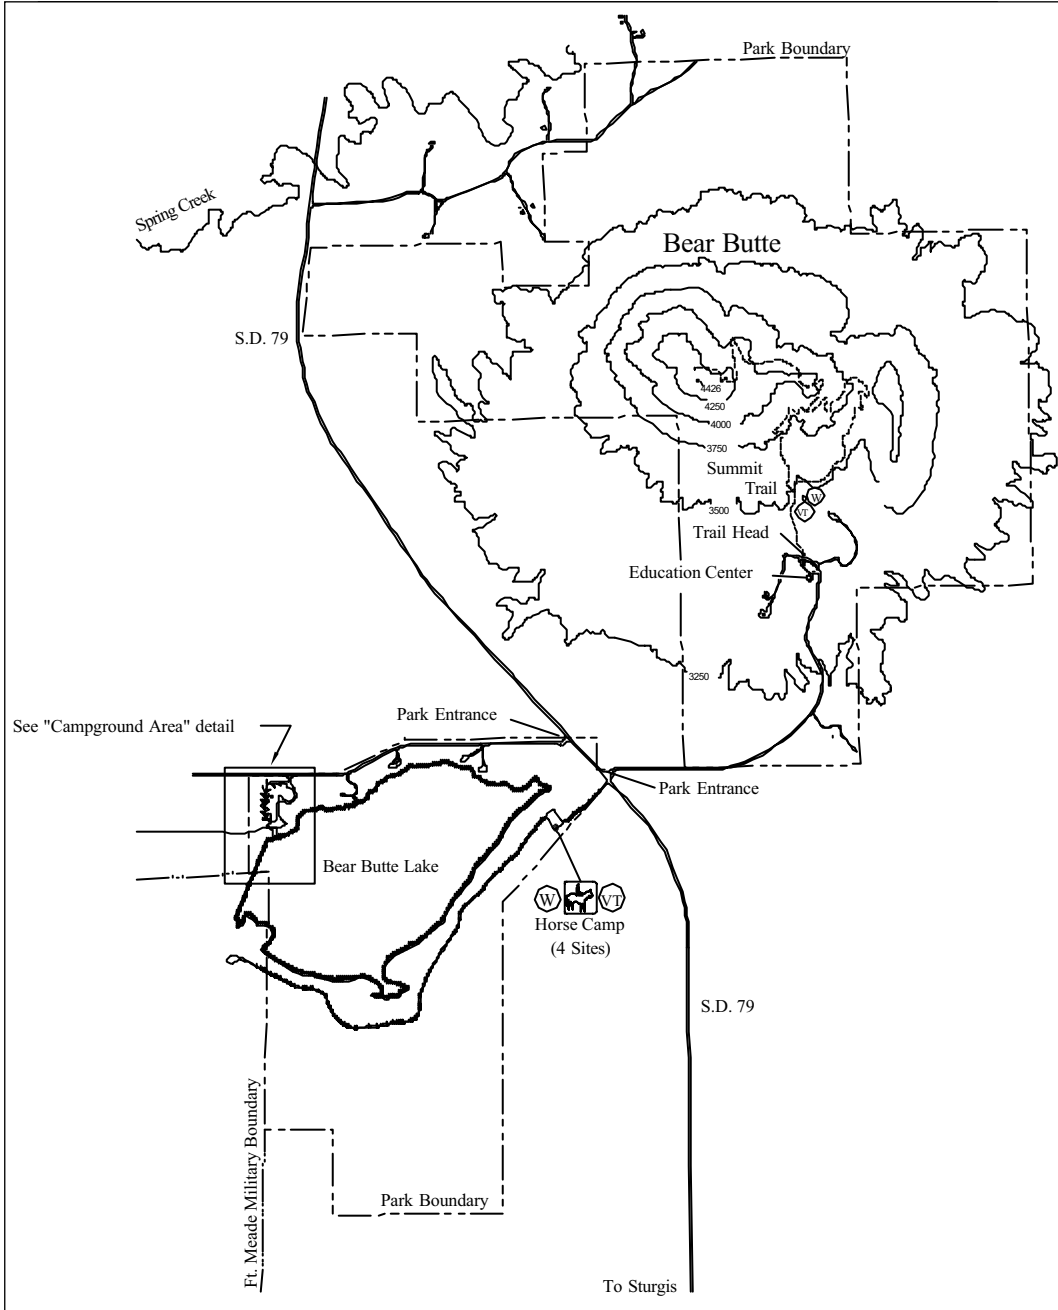 Park Boundary
Spring Creek
Bear Butte
S.D. 79
4426
4250
4000
3750
Summit
Trail
W
3500
VT
Trail Head
Education Center
3250
Park Entrance
See "Campground Area" detail
Park Entrance
Bear Butte Lake
W
VT
Horse Camp
(4 Sites)
S.D. 79
Ft. Meade Military Boundary
Park Boundary
To Sturgis